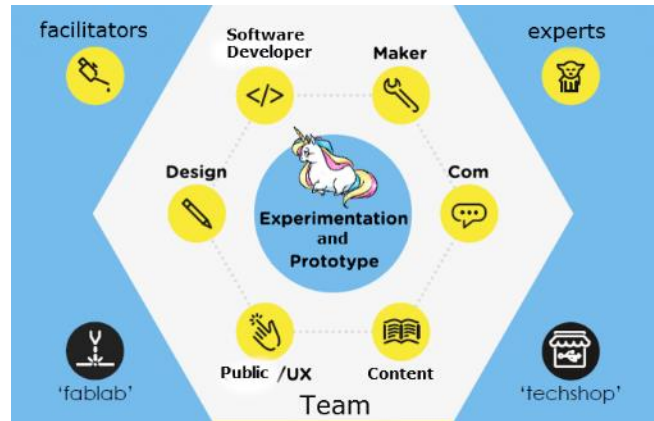 facilitators
Software
Developer
Maker
experts
</>
Design
Com
Experimentation
and
Prototype
Public /UX
Content
'fablab'
'techshop'
Team